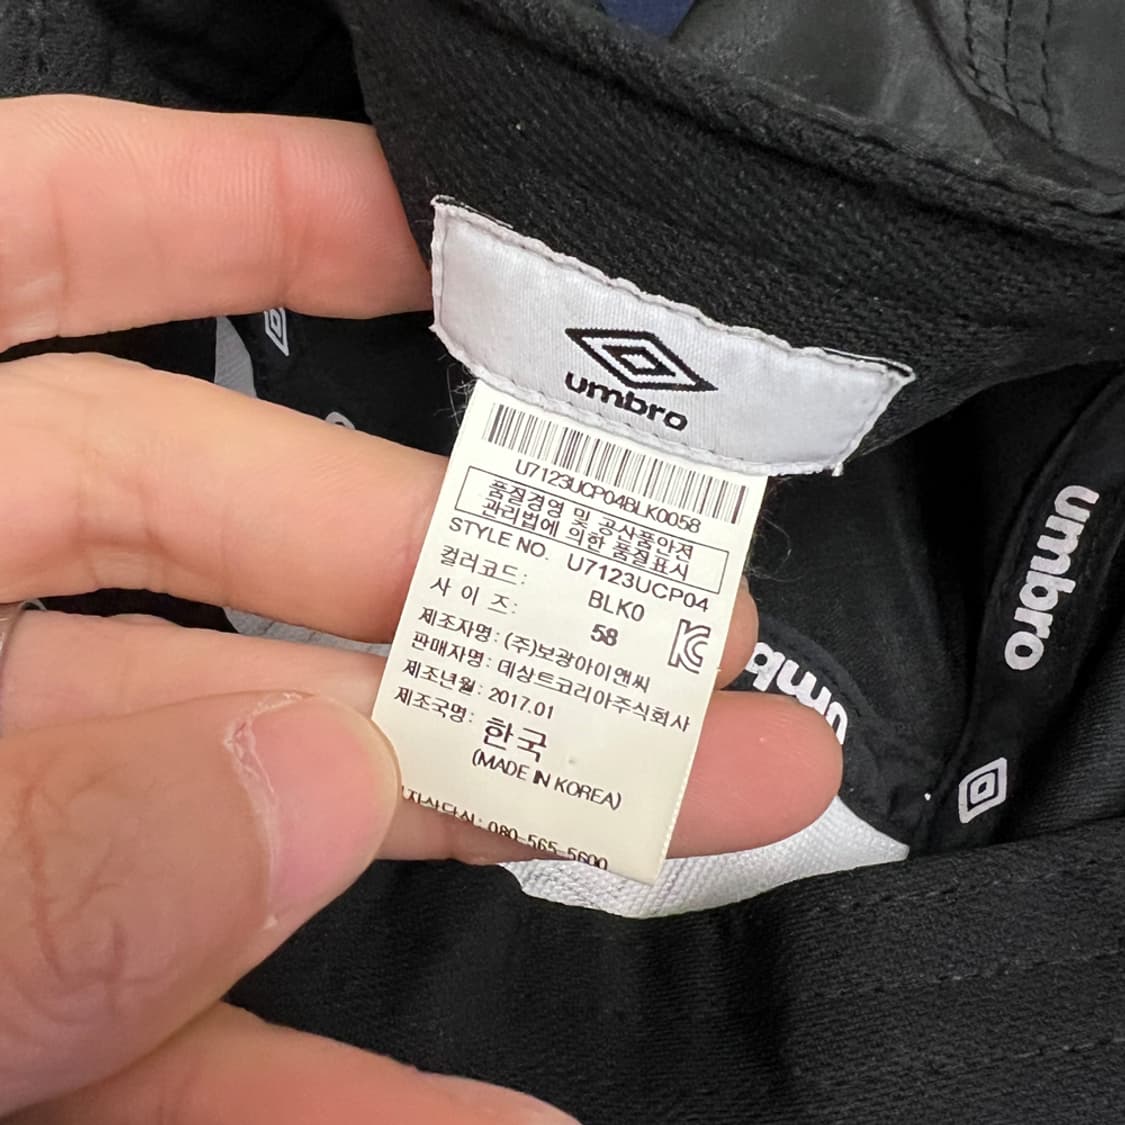 umbro
U7123UCP04BLK0058
품질경영 및 공산품안전
관리법에 의한 품질표시
STYLE NO. U7123UCP04
컬러코드: BLK0
사 이 즈: 58
제조자명: (주)보광아이앤씨
판매자명: 데상트코리아주식회사
제조년월: 2017.01
제조국명: 한국
(MADE IN KOREA)
080-565-5600
umbro
umbro